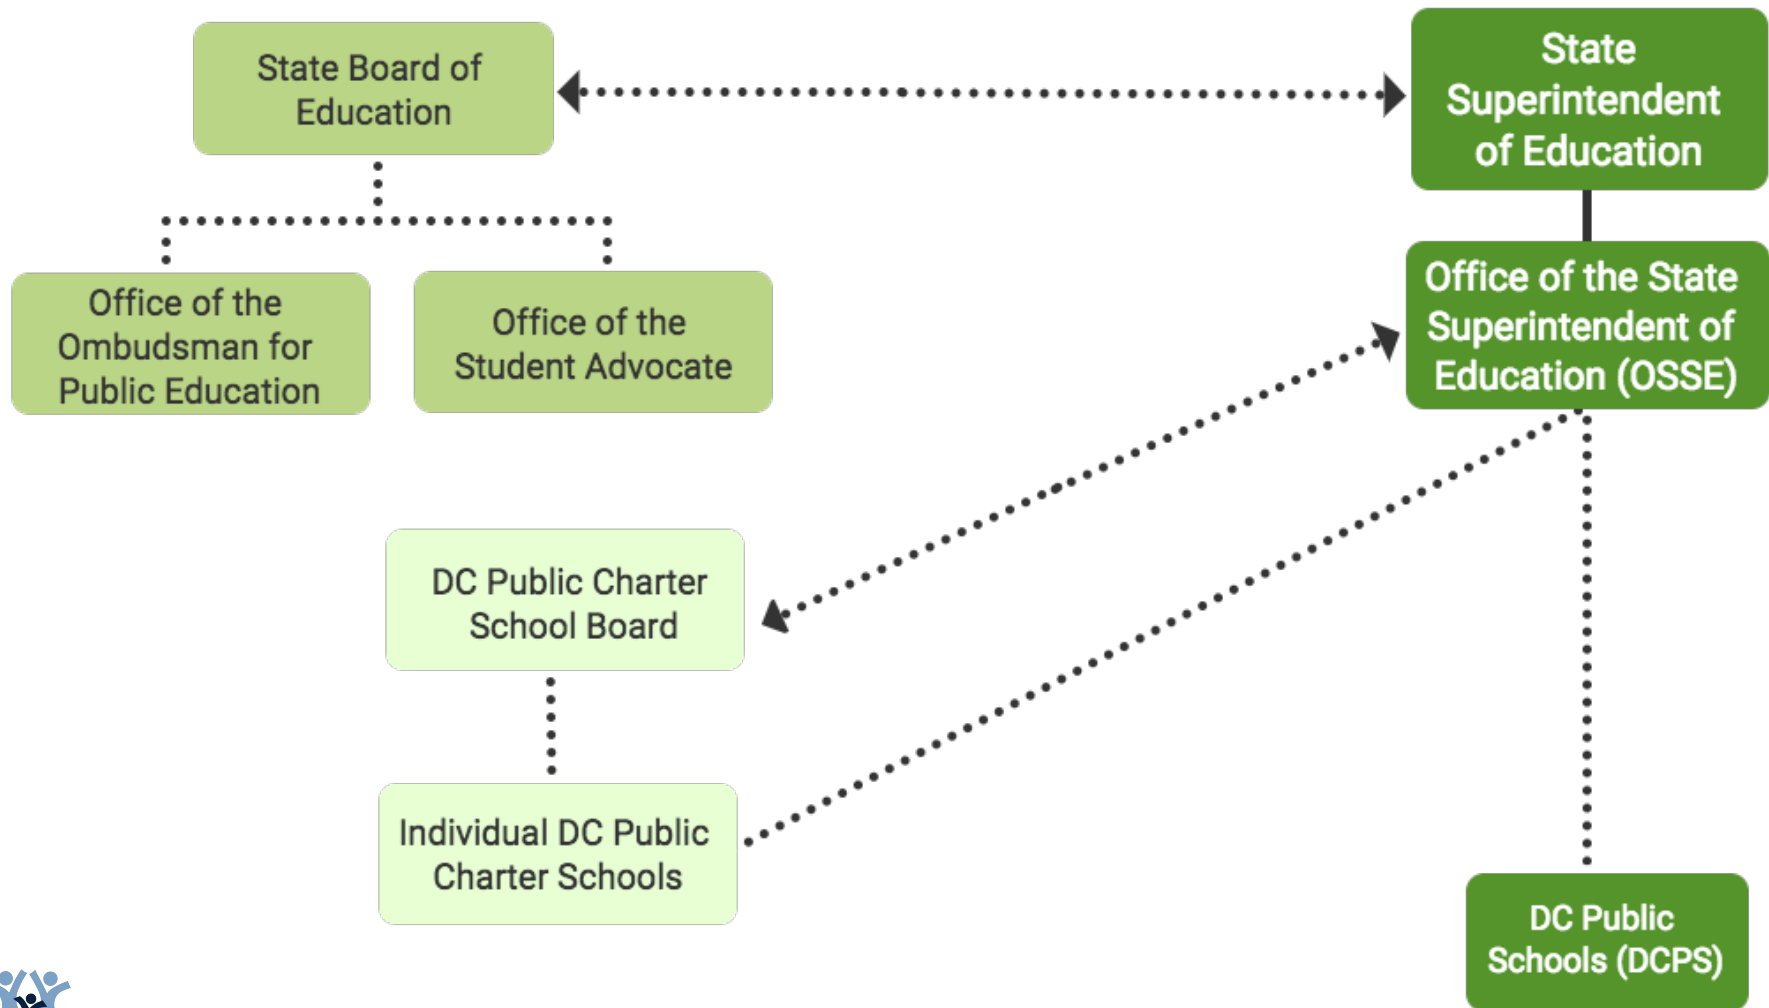 State Board of
Education
State
Superintendent
of Education
Office of the
Ombudsman for
Public Education
Office of the
Student Advocate
Office of the State
Superintendent of
Education (OSSE)
DC Public Charter
School Board
Individual DC Public
Charter Schools
DC Public
Schools (DCPS)